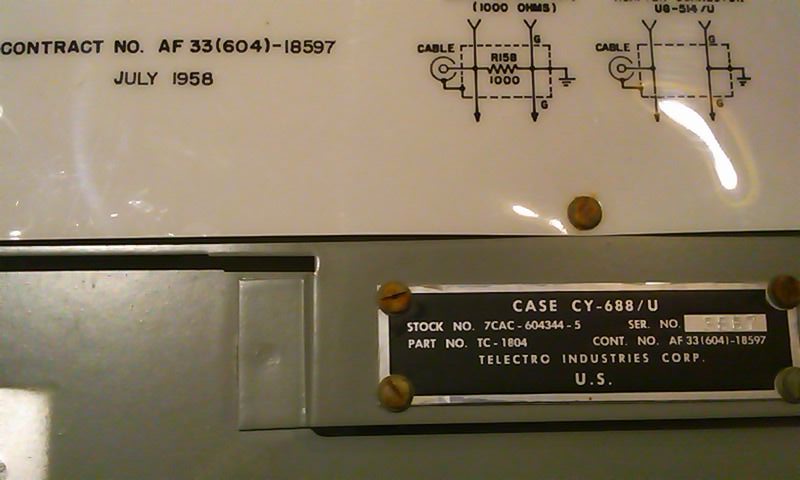 (1000 OHMS)
UG-514/U
CONTRACT NO. AF 33(604)-18597
JULY 1958
CABLE
G
R158
1000
G
CABLE
G
G
CASE CY-688/U
STOCK NO. 7CAC-604344-5 SER. NO.
PART NO. TC-1804 CONT. NO. AF 33(604)-18597
TELECTRO INDUSTRIES CORP.
U.S.